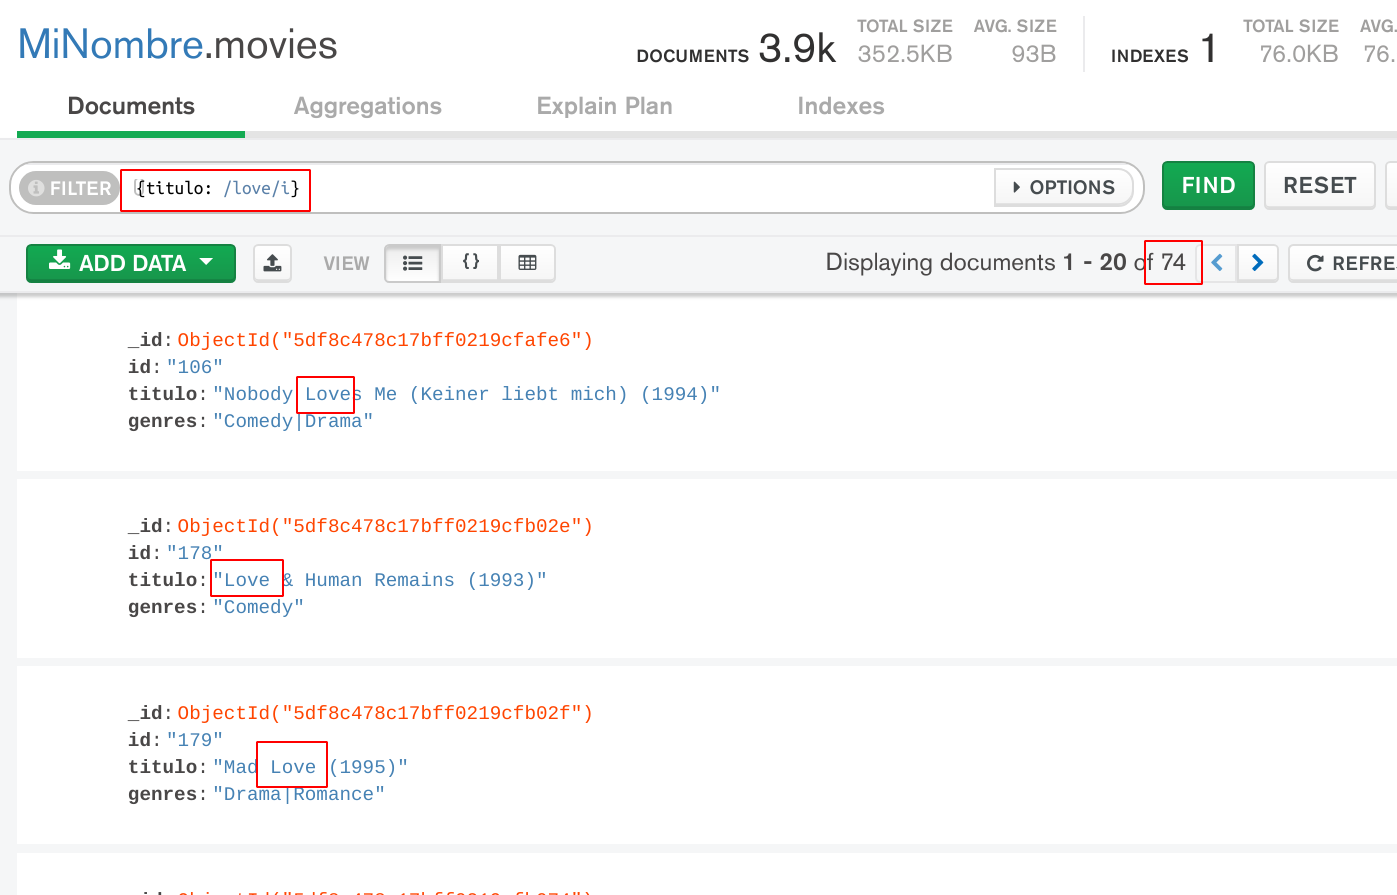 MiNombre.movies
DOCUMENTS 3.9k TOTAL SIZE 352.5KB AVG. SIZE 93B INDEXES 1 TOTAL SIZE 76.0KB AVG. 76.
Documents Aggregations Explain Plan Indexes
FILTER {titulo: /love/i} OPTIONS FIND RESET
ADD DATA VIEW {} Displaying documents 1 - 20 of 74 REFRE
_id: ObjectId("5df8c478c17bff0219cfafe6")
id: "106"
titulo: "Nobody Loves Me (Keiner liebt mich) (1994)"
genres: "Comedy|Drama"
_id: ObjectId("5df8c478c17bff0219cfb02e")
id: "178"
titulo: "Love & Human Remains (1993)"
genres: "Comedy"
_id: ObjectId("5df8c478c17bff0219cfb02f")
id: "179"
titulo: "Mad Love (1995)"
genres: "Drama|Romance"